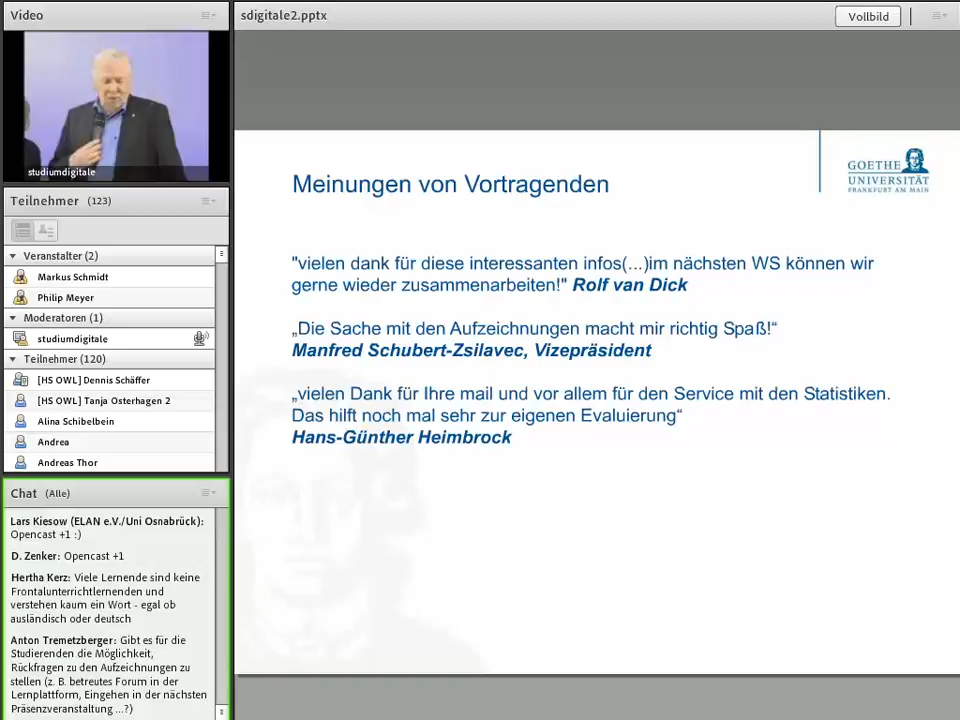 Video
studiumdigitale
Teilnehmer (123)
Veranstalter (2)
Markus Schmidt
Philip Meyer
Moderatoren (1)
studiumdigitale
Teilnehmer (120)
[HS OWL] Dennis Schäffer
[HS OWL] Tanja Osterhagen 2
Alina Schibelbein
Andrea
Andreas Thor
Chat (Alle)
Lars Kiesow (ELAN e.V./Uni Osnabrück):
Opencast +1 :)
D. Zenker: Opencast +1
Hertha Kerz: Viele Lernende sind keine
Frontalunterrichtlernenden und
verstehen kaum ein Wort - egal ob
ausländisch oder deutsch
Anton Tremetzberger: Gibt es für die
Studierenden die Möglichkeit,
Rückfragen zu den Aufzeichnungen zu
stellen (z. B. betreutes Forum in der
Lernplattform, Eingehen in der nächsten
Präsenzveranstaltung ...?)
sdigitale2.pptx
Vollbild
GOETHE
UNIVERSITÄT
FRANKFURT AM MAIN
Meinungen von Vortragenden
"vielen dank für diese interessanten infos(...)im nächsten WS können wir
gerne wieder zusammenarbeiten!" Rolf van Dick
„Die Sache mit den Aufzeichnungen macht mir richtig Spaß!“
Manfred Schubert-Zsilavec, Vizepräsident
„vielen Dank für Ihre mail und vor allem für den Service mit den Statistiken.
Das hilft noch mal sehr zur eigenen Evaluierung“
Hans-Günther Heimbrock